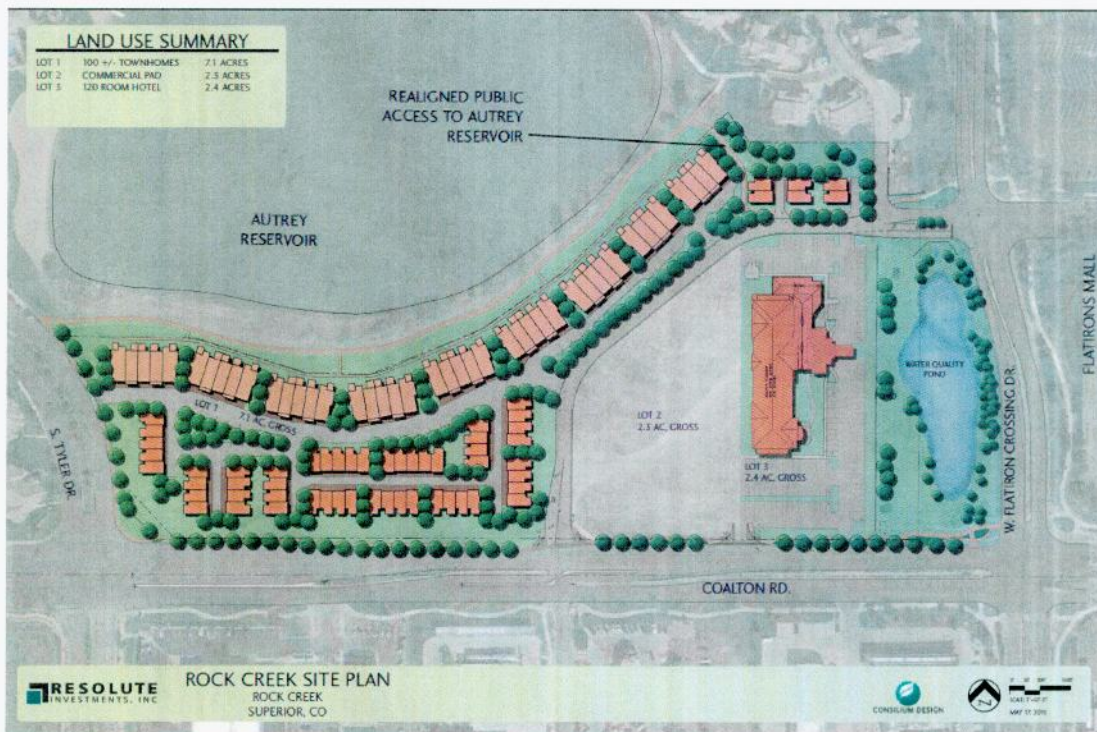 LAND USE SUMMARY
LOT 1 100 +/- TOWNHOMES 7.1 ACRES
LOT 2 COMMERCIAL PAD 2.3 ACRES
LOT 3 120 ROOM HOTEL 2.4 ACRES
REALIGNED PUBLIC
ACCESS TO AUTREY
RESERVOIR
AUTREY
RESERVOIR
FLATIRONS MALL
WATER QUALITY
POND
LOT 1 7.1 AC, GROSS
LOT 2
2.3 AC, GROSS
LOT 3
2.4 AC, GROSS
S. TYLER DR.
W. FLATIRON CROSSING DR.
COALTON RD.
RESOLUTE
INVESTMENTS, INC
ROCK CREEK SITE PLAN
ROCK CREEK
SUPERIOR, CO
CONSILIUM DESIGN
Z